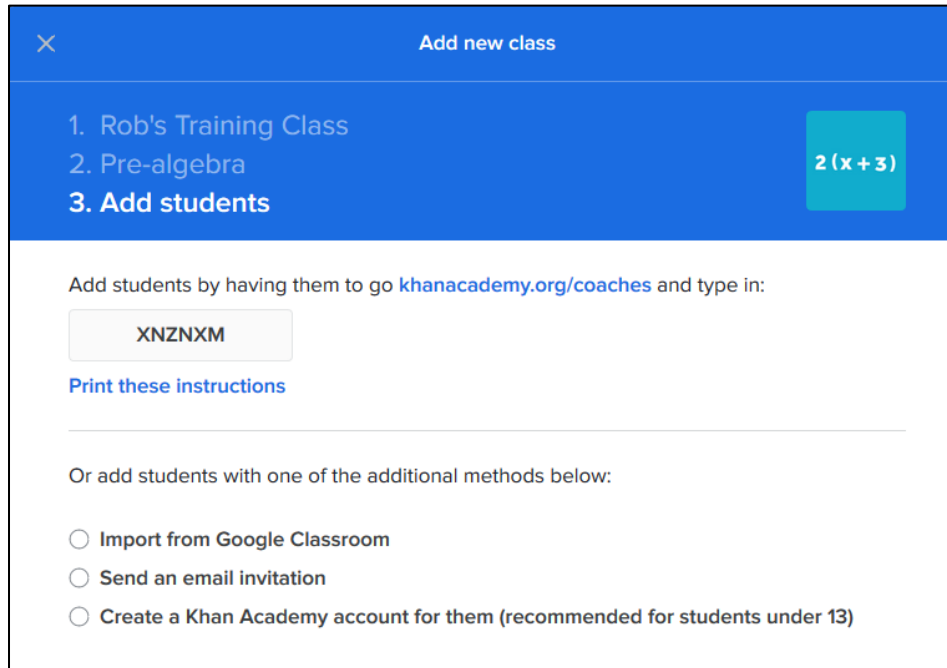 Add new class
1. Rob's Training Class
2. Pre-algebra
3. Add students
2(x+3)
Add students by having them to go khanacademy.org/coaches and type in:
XNZNXM
Print these instructions
Or add students with one of the additional methods below:
Import from Google Classroom
Send an email invitation
Create a Khan Academy account for them (recommended for students under 13)